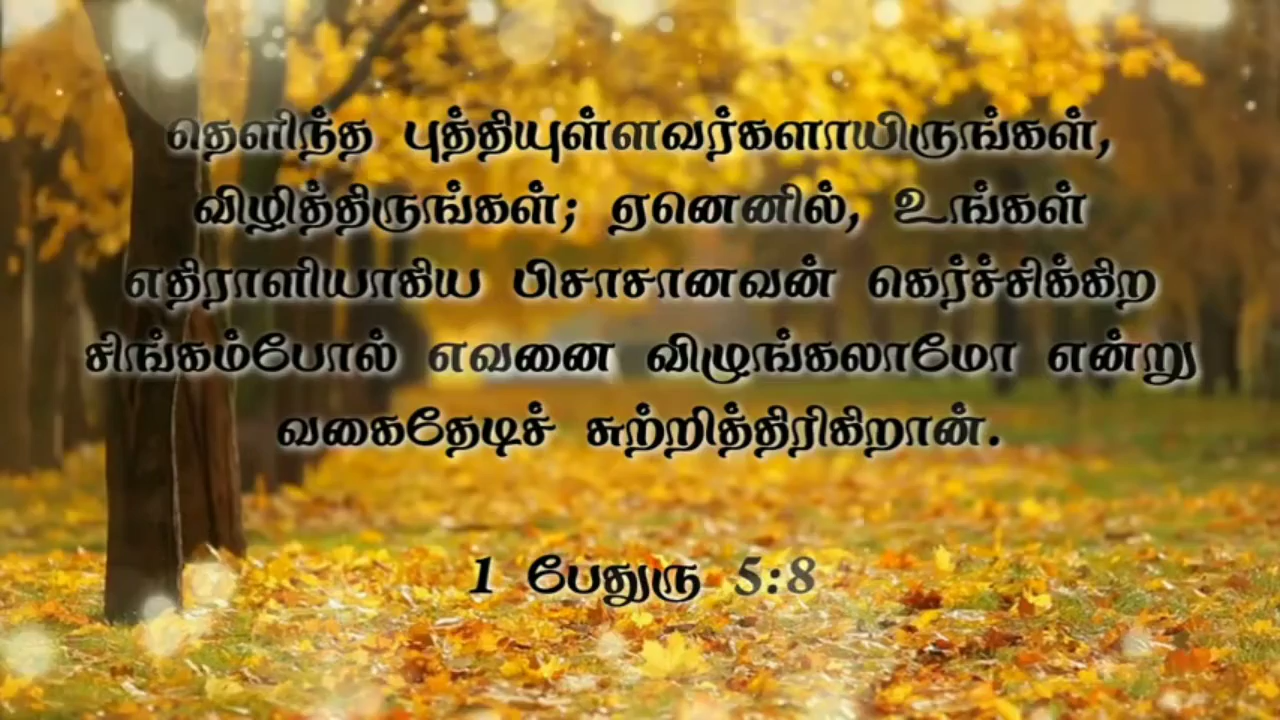 தெளிந்த புத்தியுள்ளவர்களாயிருங்கள்,
விழித்திருங்கள்; ஏனெனில், உங்கள்
எதிராளியாகிய பிசாசானவன் கெர்ச்சிக்கிற
சிங்கம்போல் எவனை விழுங்கலாமோ என்று
வகைதேடிச் சுற்றித்திரிகிறான்.
1 பேதுரு 5:8